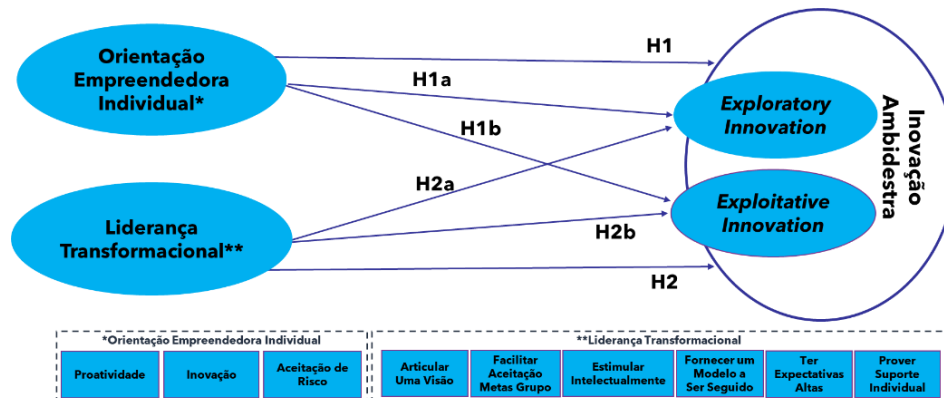 Orientação
Empreendedora
Individual*
H1
H1a
H1b
H2a
H2b
H2
Exploratory
Innovation
Exploitative
Innovation
Inovação
Ambidestra
Liderança
Transformacional**
*Orientação Empreendedora Individual
Proatividade
Inovação
Aceitação de
Risco
**Liderança Transformacional
Articular
Uma Visão
Facilitar
Aceitação
Metas Grupo
Estimular
Intelectualmente
Fornecer um
Modelo a
Ser Seguido
Ter
Expectativas
Altas
Prover
Suporte
Individual